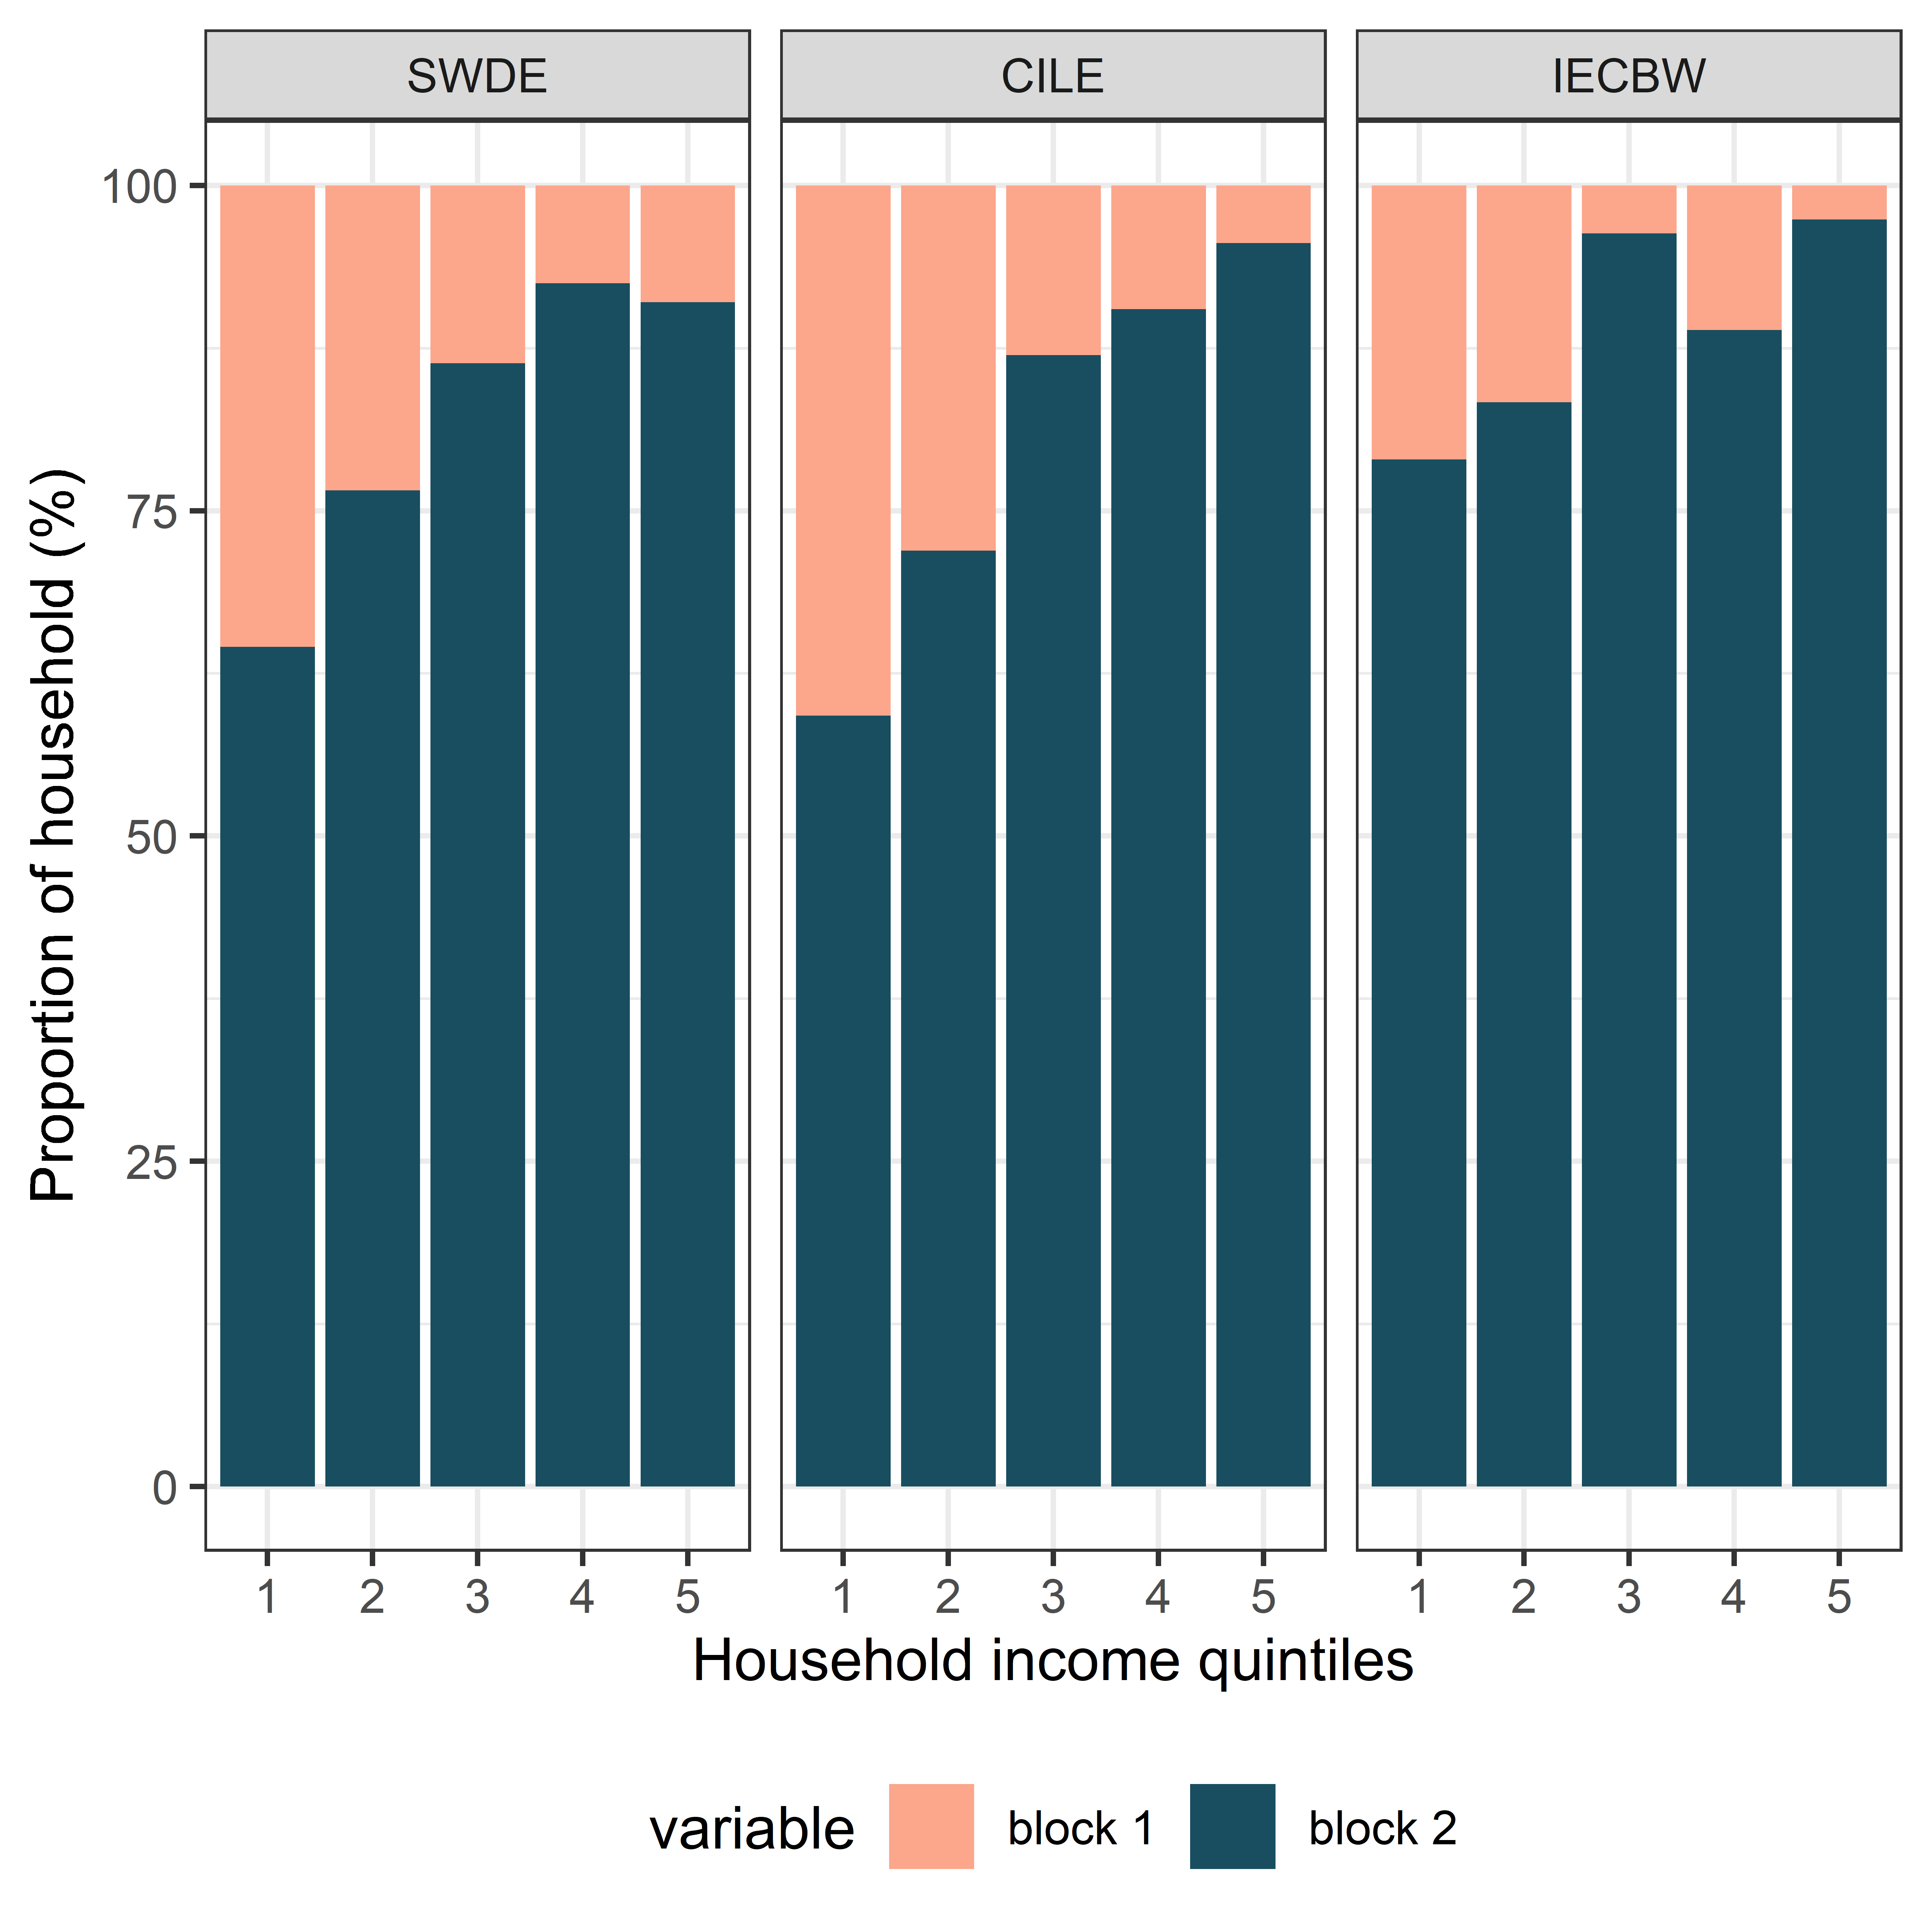 SWDE CILE IECBW
Proportion of household (%)
100
75
50
25
0
1 2 3 4 5 1 2 3 4 5 1 2 3 4 5
Household income quintiles
variable block 1 block 2